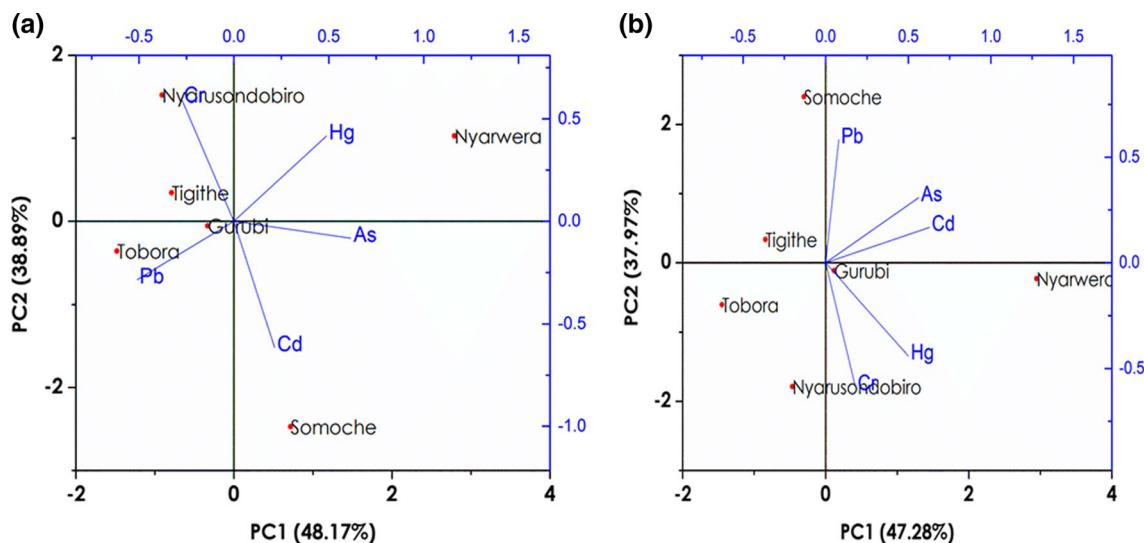 (a)
-0.5 0.0 0.5 1.0 1.5
2
Nyarusondobiro
Cr
0.5
Hg
Nyarwera
Tigithe
0
Gurubi
0.0
As
Tobora
Pb
PC2 (38.89%)
-0.5
Cd
-2
Somoche
-1.0
-2 0 2 4
PC1 (48.17%)
(b)
-0.5 0.0 0.5 1.0 1.5
Somoche
2
Pb
0.5
As
Cd
Tigithe
0
Gurubi
0.0
Nyarwera
Tobora
PC2 (37.97%)
Hg
-0.5
Cr
Nyarusondobiro
-2
-2 0 2 4
PC1 (47.28%)